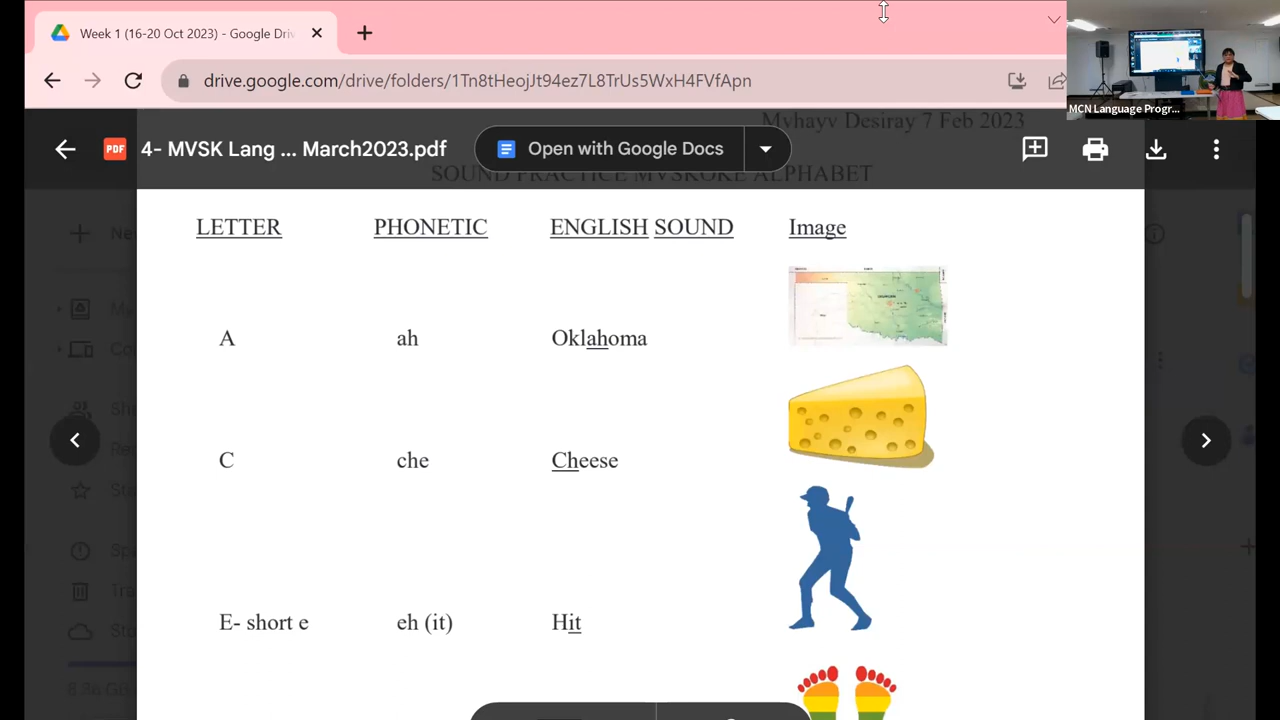 Week 1 (16-20 Oct 2023) - Google Driv
drive.google.com/drive/folders/1Tn8tHeojJt94ez7L8TrUs5WxH4FVfApn
MCN Language Progr...
Myhayv Desiray 7 Feb 2023
PDF
4- MVSK Lang ... March2023.pdf
Open with Google Docs
SOUND PRACTICE MVSKOKE ALPHABET
LETTER PHONETIC ENGLISH SOUND Image
A ah Oklahoma
C che Cheese
E- short e eh (it) Hit